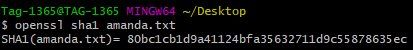 Tag-1365@TAG-1365 MINGW64 ~/Desktop
$ openssl sha1 amanda.txt
SHA1(amanda.txt)= 80bc1cb1d9a41124bfa35632711d9c55878635ec